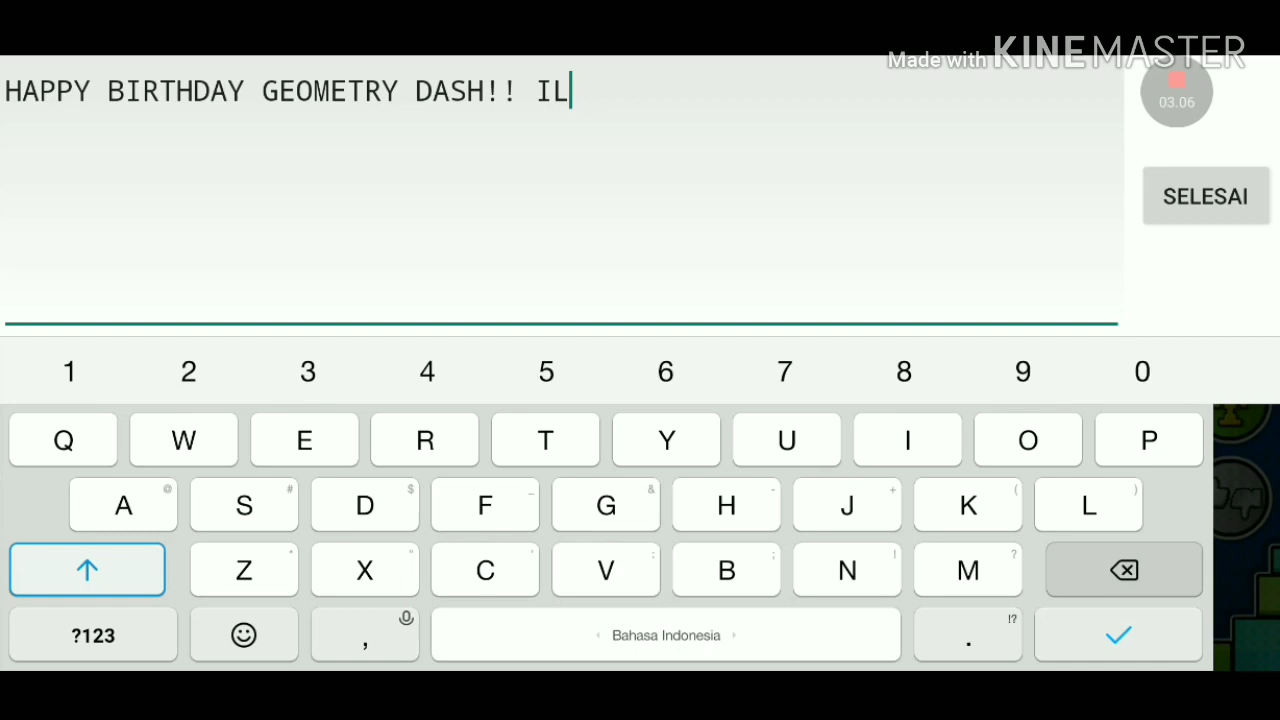 Made with KINEMASTER
HAPPY BIRTHDAY GEOMETRY DASH!! IL
03.06
SELESAI
1 2 3 4 5 6 7 8 9 0
Q W E R T Y U I O P
@ # $ _ & - + ( )
A S D F G H J K L
* " ' : ; ! ?
Z X C V B N M
!?
?123 , Bahasa Indonesia .